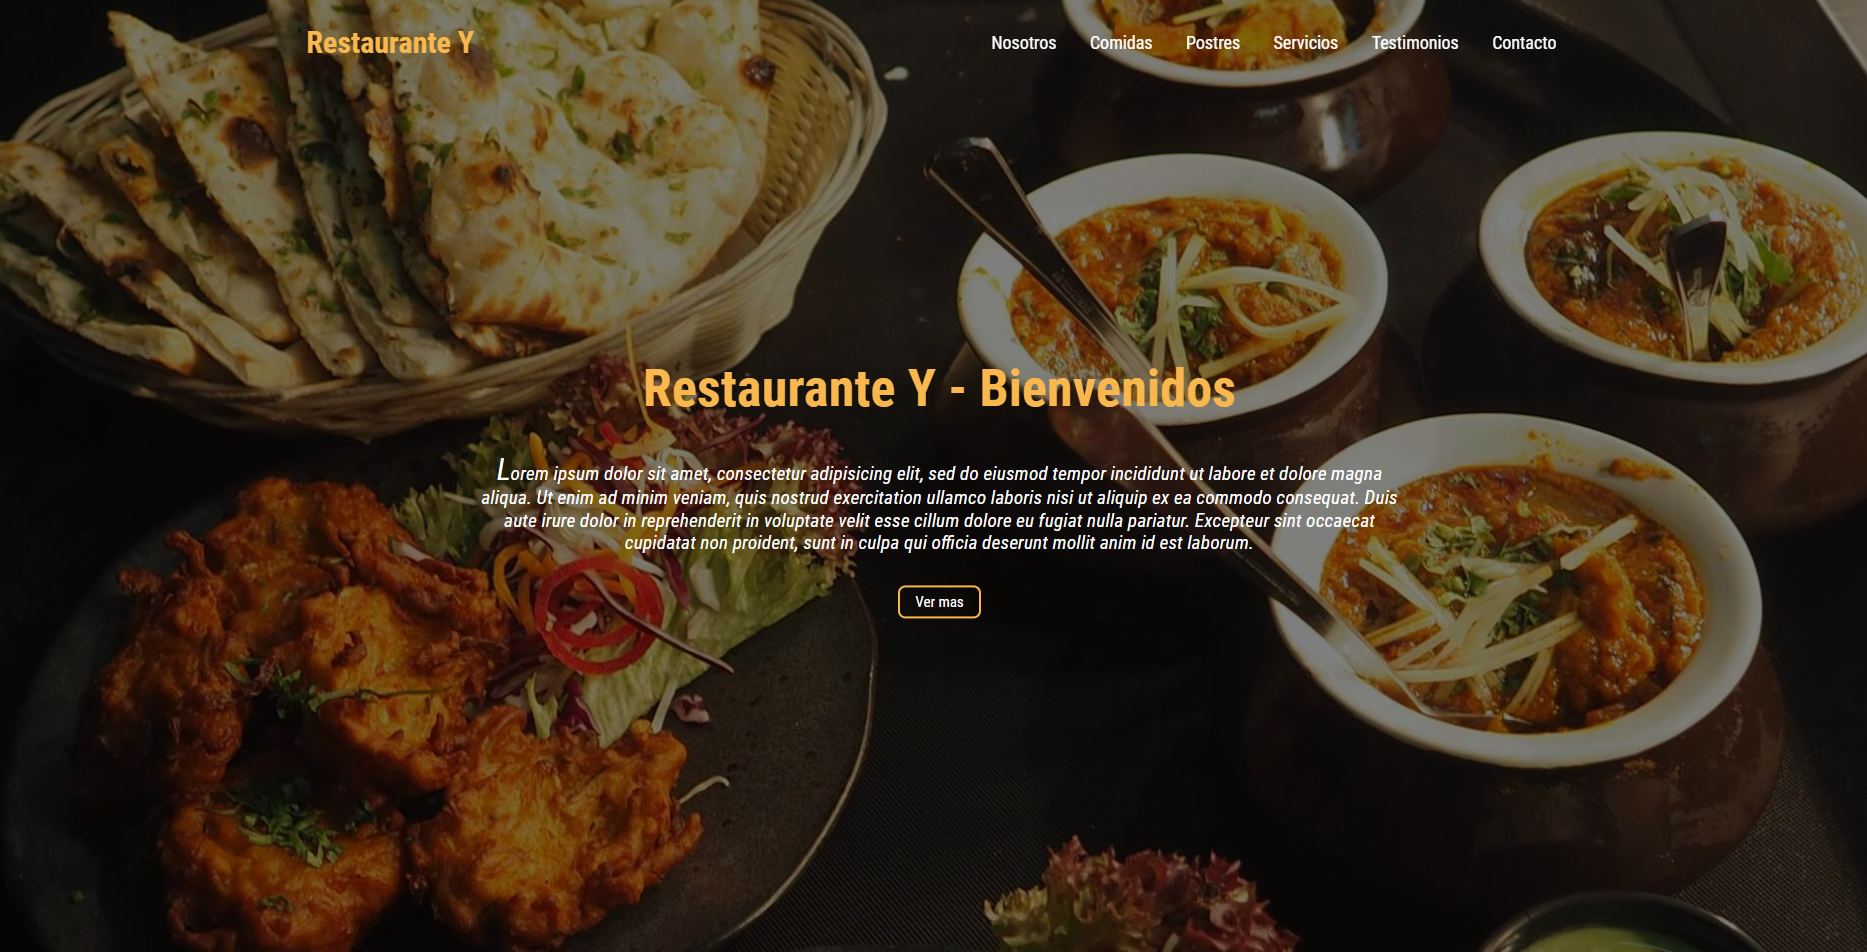 Restaurante Y
Nosotros Comidas Postres Servicios Testimonios Contacto
Restaurante Y - Bienvenidos
Lorem ipsum dolor sit amet, consectetur adipisicing elit, sed do eiusmod tempor incididunt ut labore et dolore magna
aliqua. Ut enim ad minim veniam, quis nostrud exercitation ullamco laboris nisi ut aliquip ex ea commodo consequat. Duis
aute irure dolor in reprehenderit in voluptate velit esse cillum dolore eu fugiat nulla pariatur. Excepteur sint occaecat
cupidatat non proident, sunt in culpa qui officia deserunt mollit anim id est laborum.
Ver mas